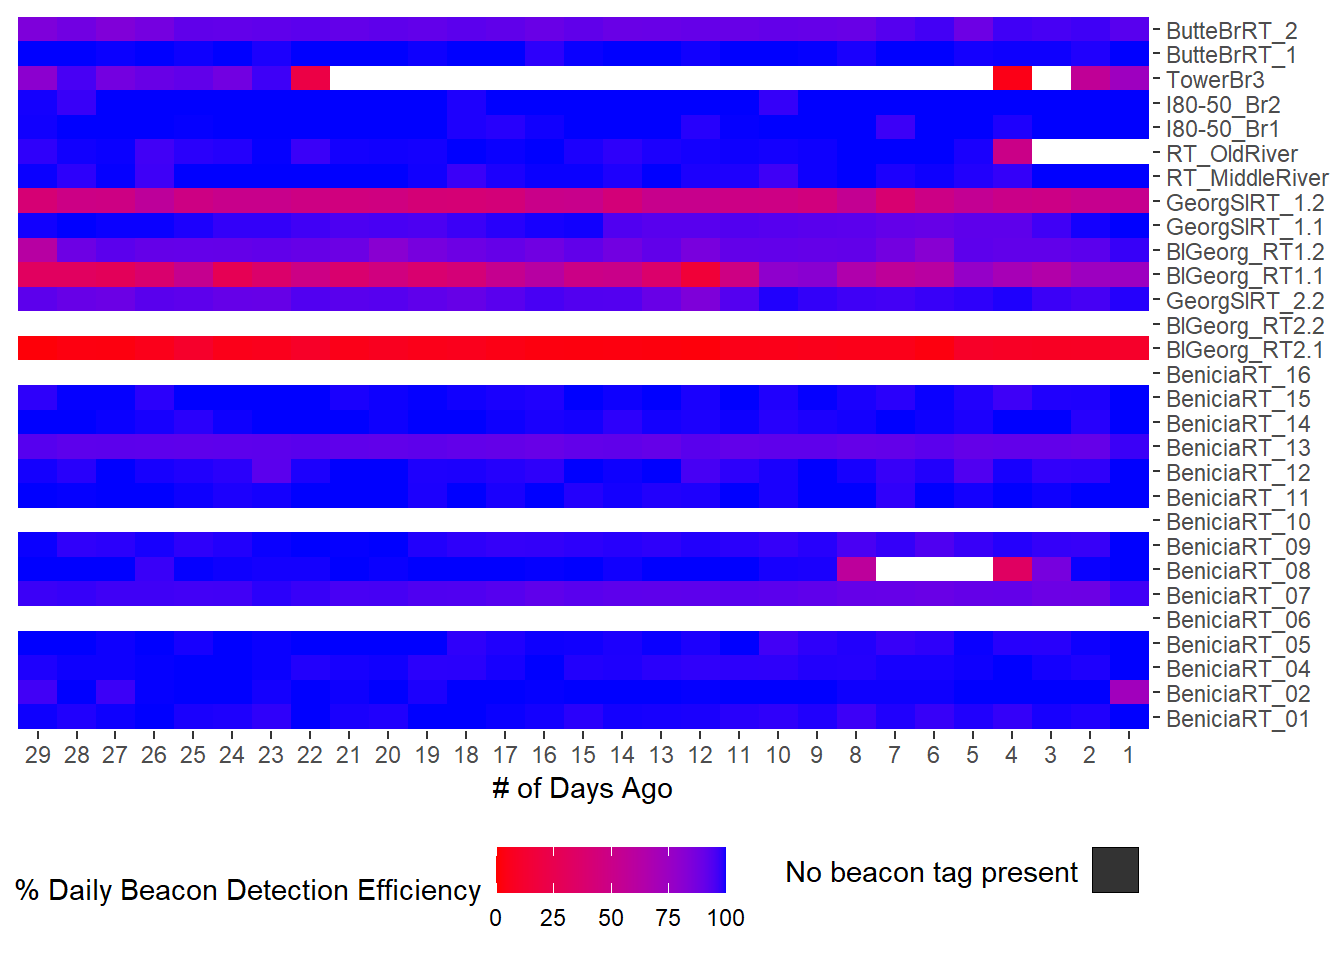 ButteBrRT_2
ButteBrRT_1
TowerBr3
I80-50_Br2
I80-50_Br1
RT_OldRiver
RT_MiddleRiver
GeorgSlRT_1.2
GeorgSlRT_1.1
BlGeorg_RT1.2
BlGeorg_RT1.1
GeorgSlRT_2.2
BlGeorg_RT2.2
BlGeorg_RT2.1
BeniciaRT_16
BeniciaRT_15
BeniciaRT_14
BeniciaRT_13
BeniciaRT_12
BeniciaRT_11
BeniciaRT_10
BeniciaRT_09
BeniciaRT_08
BeniciaRT_07
BeniciaRT_06
BeniciaRT_05
BeniciaRT_04
BeniciaRT_02
BeniciaRT_01
29 28 27 26 25 24 23 22 21 20 19 18 17 16 15 14 13 12 11 10 9 8 7 6 5 4 3 2 1
# of Days Ago
% Daily Beacon Detection Efficiency
0 25 50 75 100
No beacon tag present